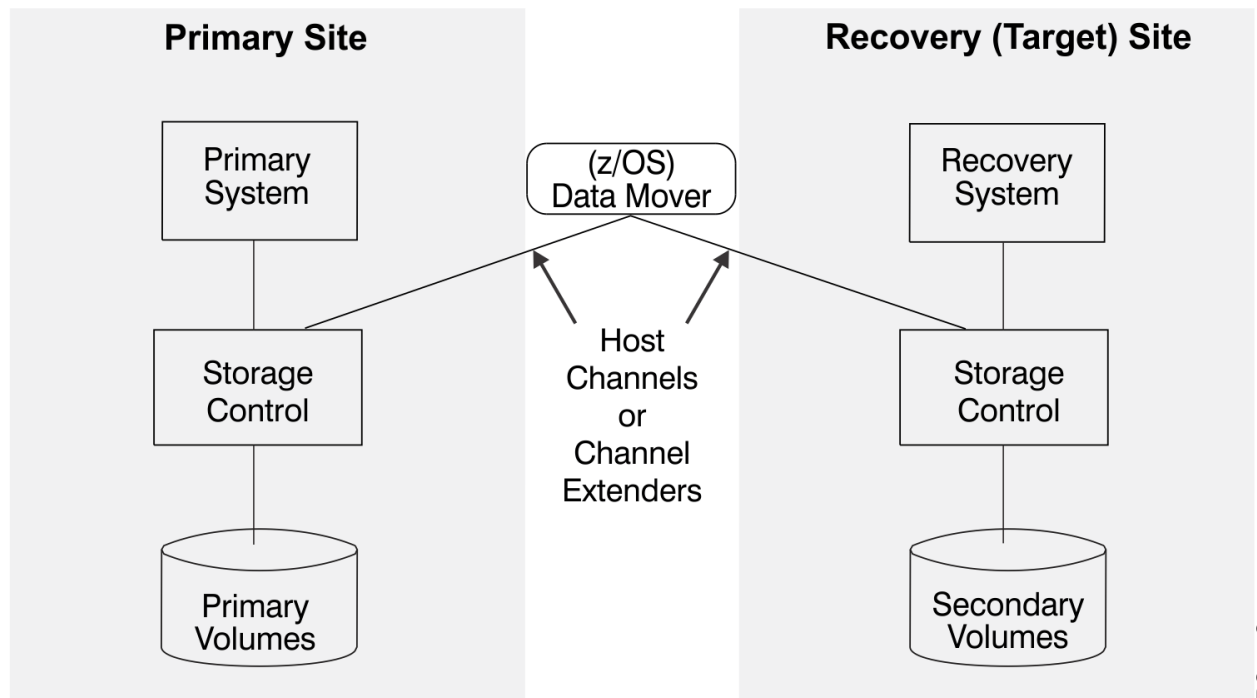 Primary Site
Recovery (Target) Site
Primary
System
(z/OS)
Data Mover
Recovery
System
Storage
Control
Host
Channels
or
Channel
Extenders
Storage
Control
Primary
Volumes
Secondary
Volumes